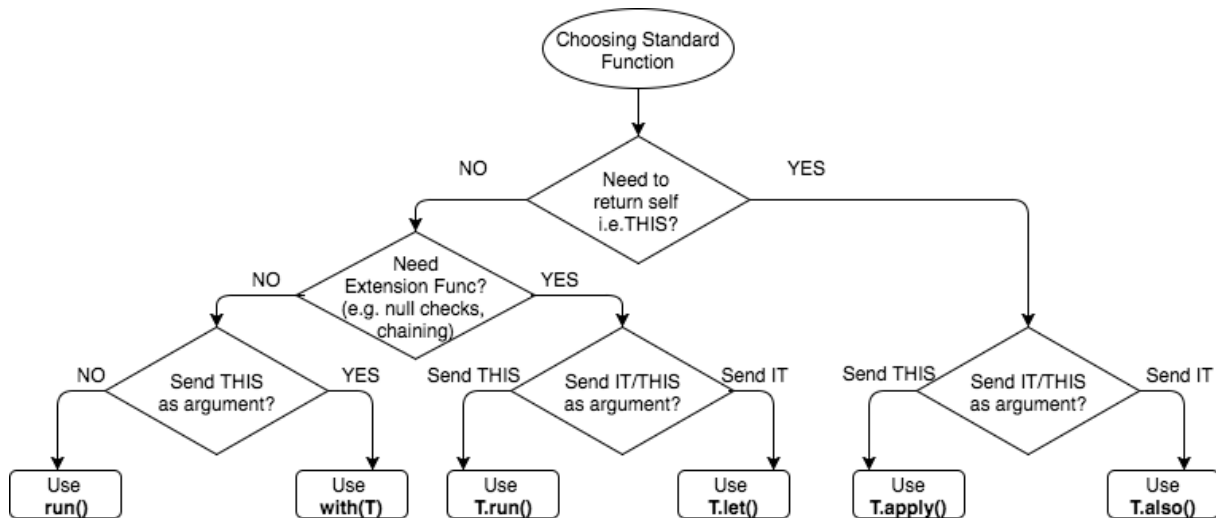 Choosing Standard
Function
NO
YES
Need to
return self
i.e.THIS?
NO
Need
Extension Func?
(e.g. null checks,
chaining)
YES
NO
Send THIS
as argument?
YES
Send THIS
Send IT/THIS
as argument?
Send IT
Send THIS
Send IT/THIS
as argument?
Send IT
Use
run()
Use
with(T)
Use
T.run()
Use
T.let()
Use
T.apply()
Use
T.also()